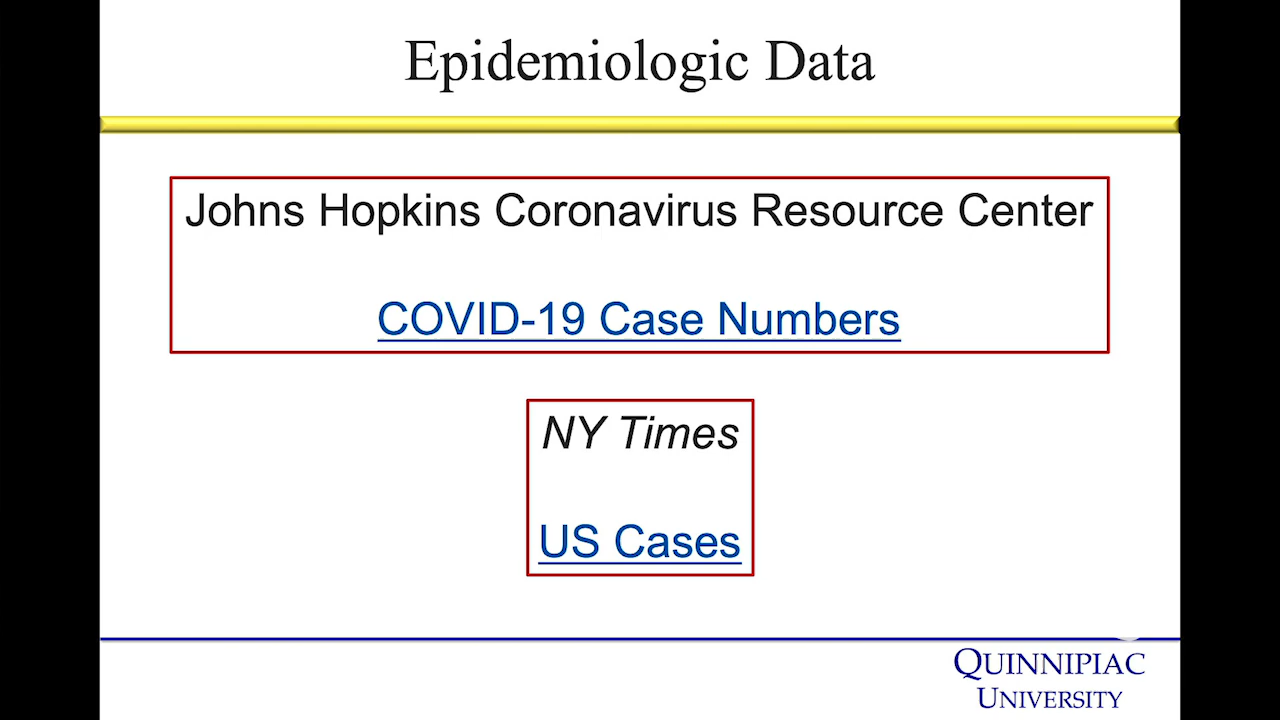 Epidemiologic Data
Johns Hopkins Coronavirus Resource Center
COVID-19 Case Numbers
NY Times
US Cases
QUINNIPIAC
UNIVERSITY